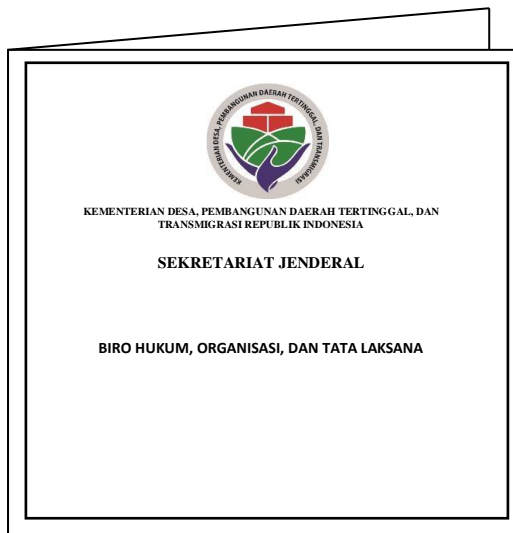 KEMENTERIAN DESA, PEMBANGUNAN DAERAH TERTINGGAL, DAN TRANSMIGRASI
KEMENTERIAN DESA, PEMBANGUNAN DAERAH TERTINGGAL, DAN
TRANSMIGRASI REPUBLIK INDONESIA
SEKRETARIAT JENDERAL
BIRO HUKUM, ORGANISASI, DAN TATA LAKSANA